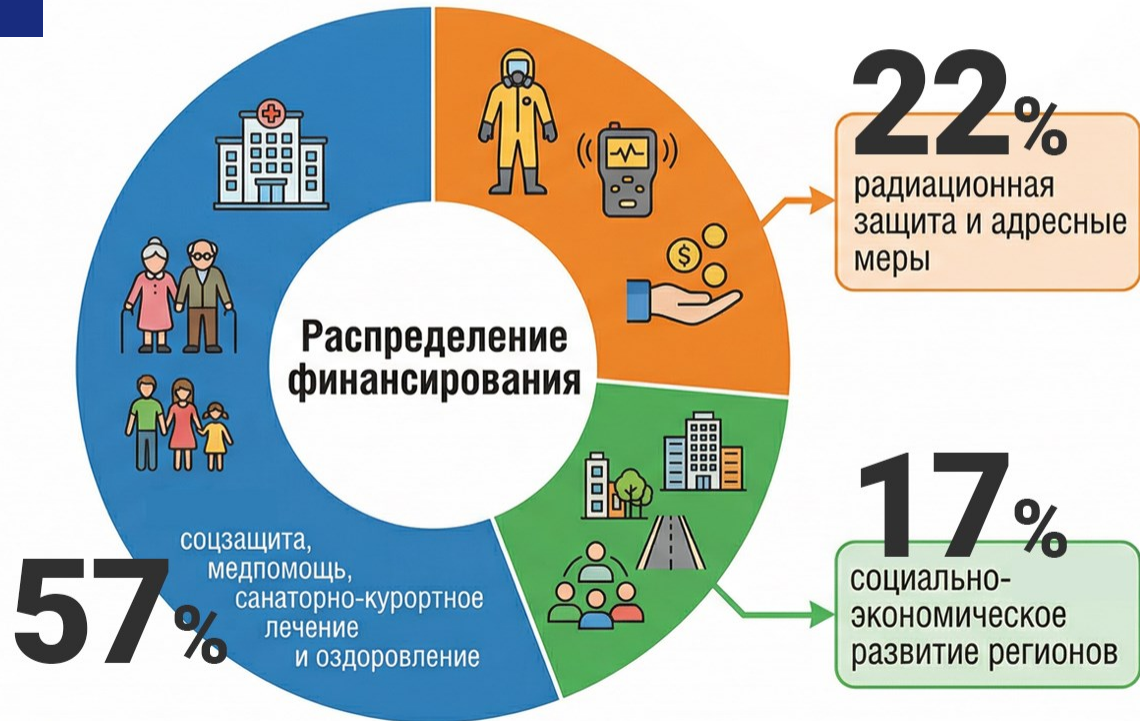 Распределение
финансирования
22%
радиационная
защита и адресные
меры
17%
социально-
экономическое
развитие регионов
57%
соцзащита,
медпомощь,
санаторно-курортное
лечение
и оздоровление
$